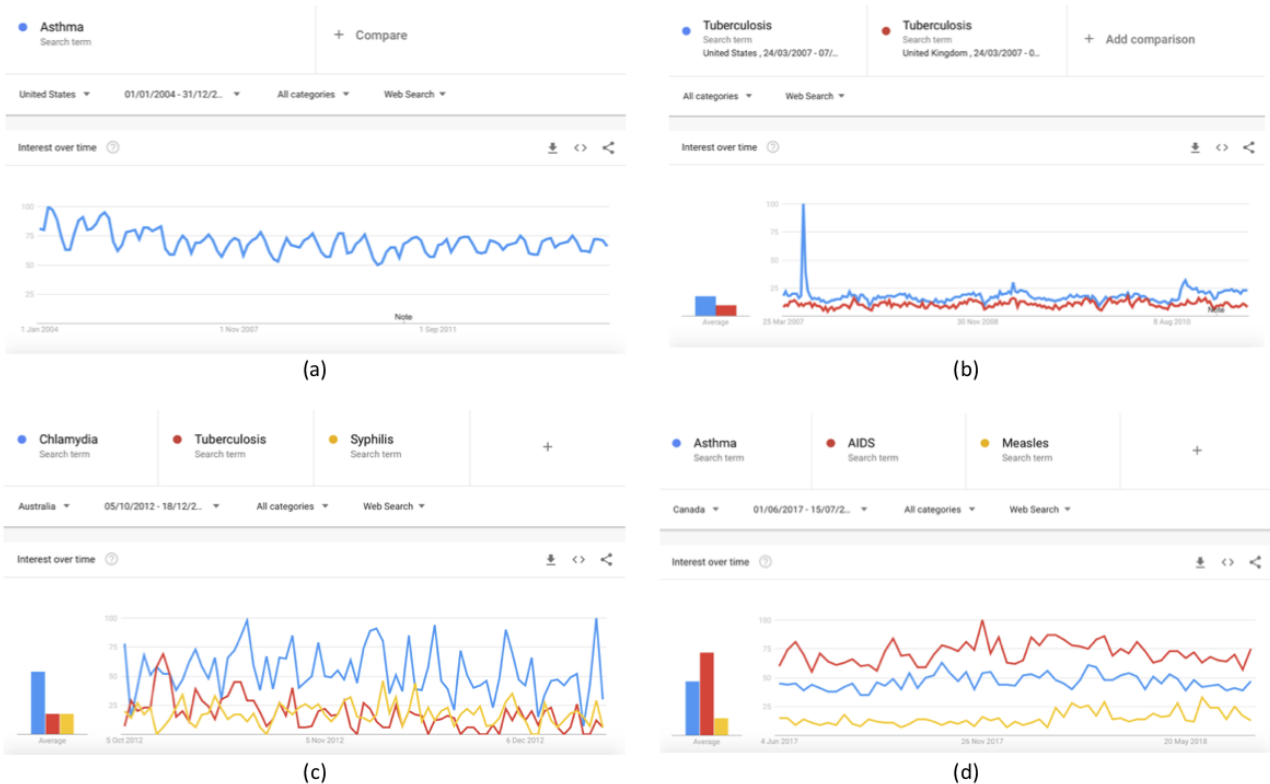 Asthma
Search term
+ Compare
United States 01/01/2004 - 31/12/2... All categories Web Search
Interest over time
100
75
50
25
Note
1 Jan 2004 1 Nov 2007 1 Sep 2011
(a)
Tuberculosis
Search term
United States , 24/03/2007 - 07/...
Tuberculosis
Search term
United Kingdom , 24/03/2007 - 0...
+ Add comparison
All categories Web Search
Interest over time
100
75
50
25
Note
Average
25 Mar 2007 30 Nov 2008 8 Aug 2010
(b)
Chlamydia
Search term
Tuberculosis
Search term
Syphilis
Search term
+
Australia 05/10/2012 - 18/12/2... All categories Web Search
Interest over time
100
75
50
25
Average
5 Oct 2012 5 Nov 2012 6 Dec 2012
(c)
Asthma
Search term
AIDS
Search term
Measles
Search term
+
Canada 01/06/2017 - 15/07/2... All categories Web Search
Interest over time
100
75
50
25
Average
4 Jun 2017 26 Nov 2017 20 May 2018
(d)